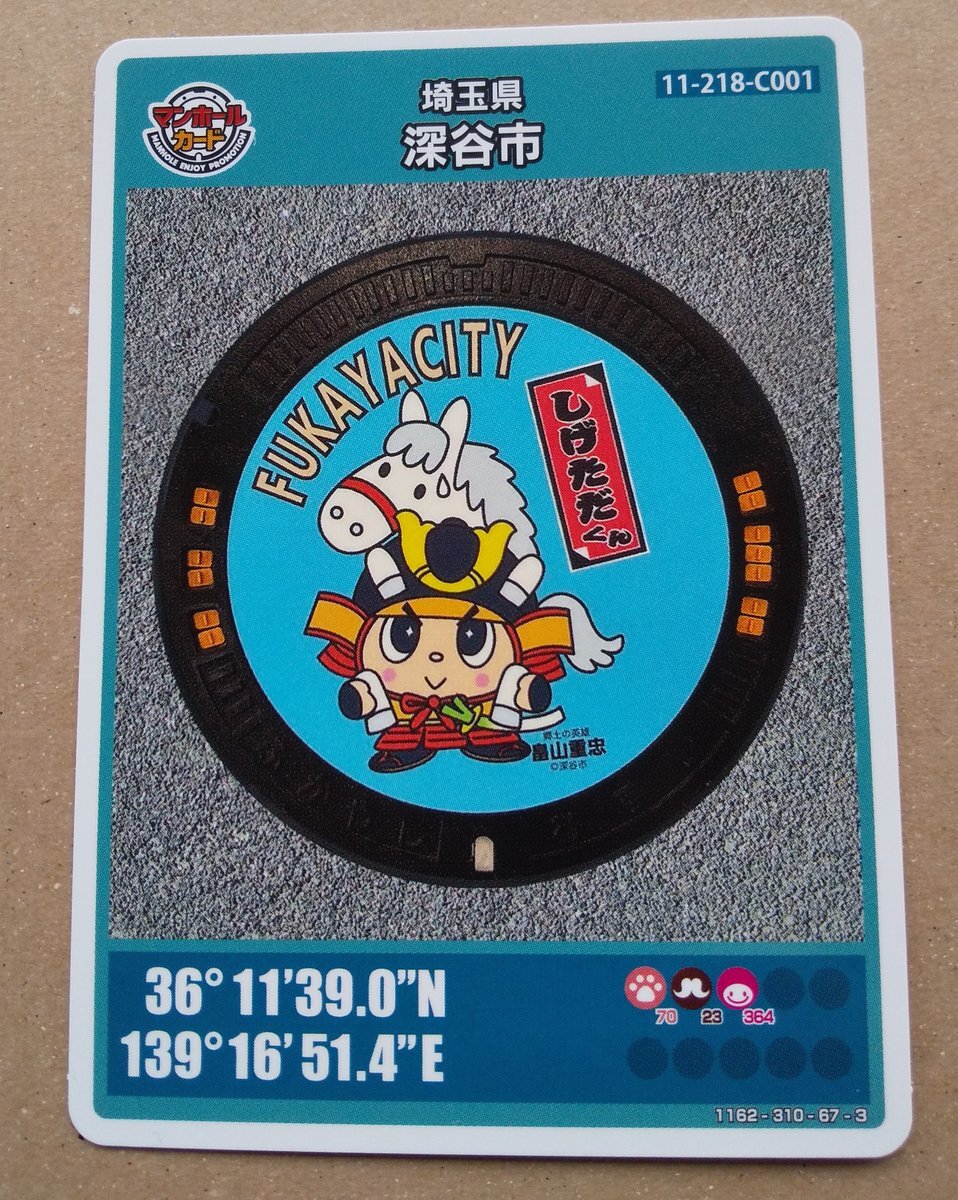 マンホール
カード
MANHOLE ENJOY PROMOTION
埼玉県
深谷市
11-218-C001
FUKAYACITY
しげただくん
郷土の英雄
畠山重忠
©深谷市
36°11'39.0"N
139°16'51.4"E
70 23 364
1162-310-67-3